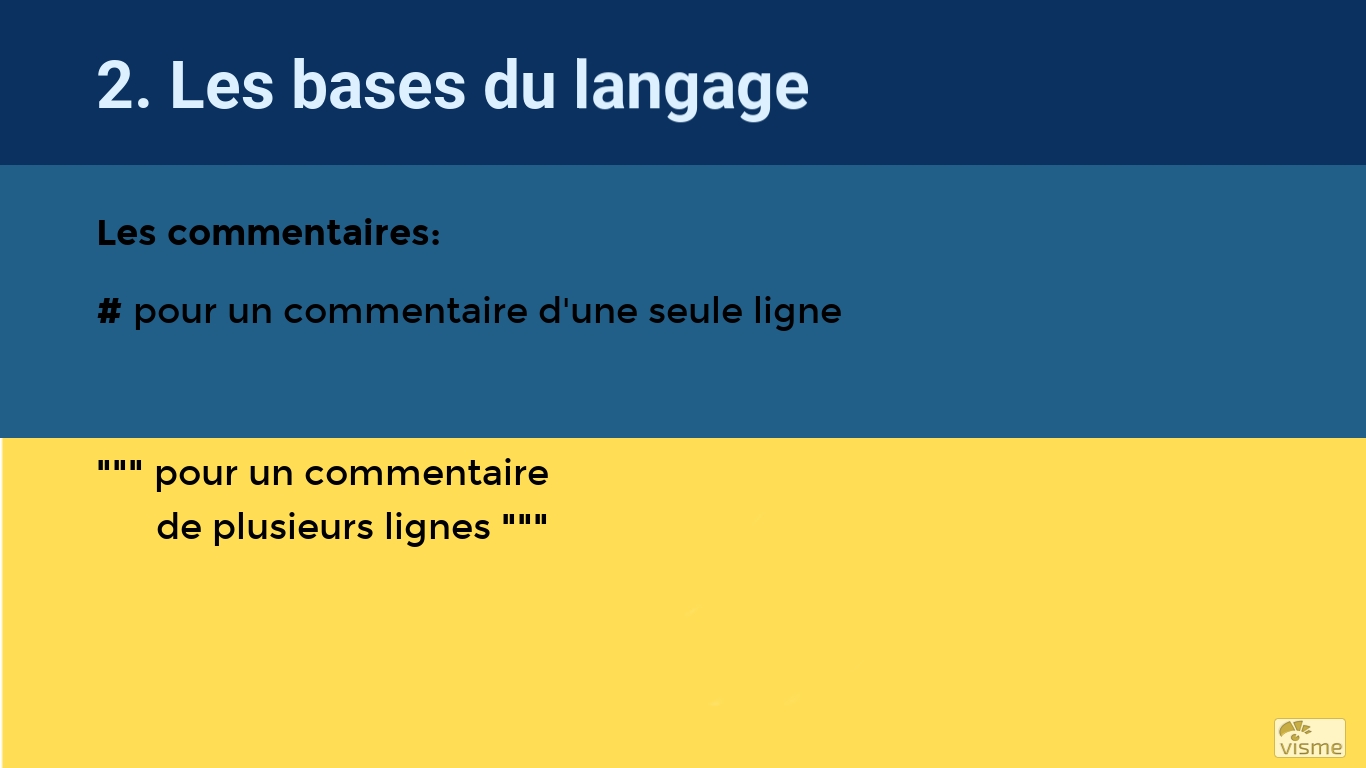 2. Les bases du langage
Les commentaires:
# pour un commentaire d'une seule ligne
""" pour un commentaire
de plusieurs lignes """
visme